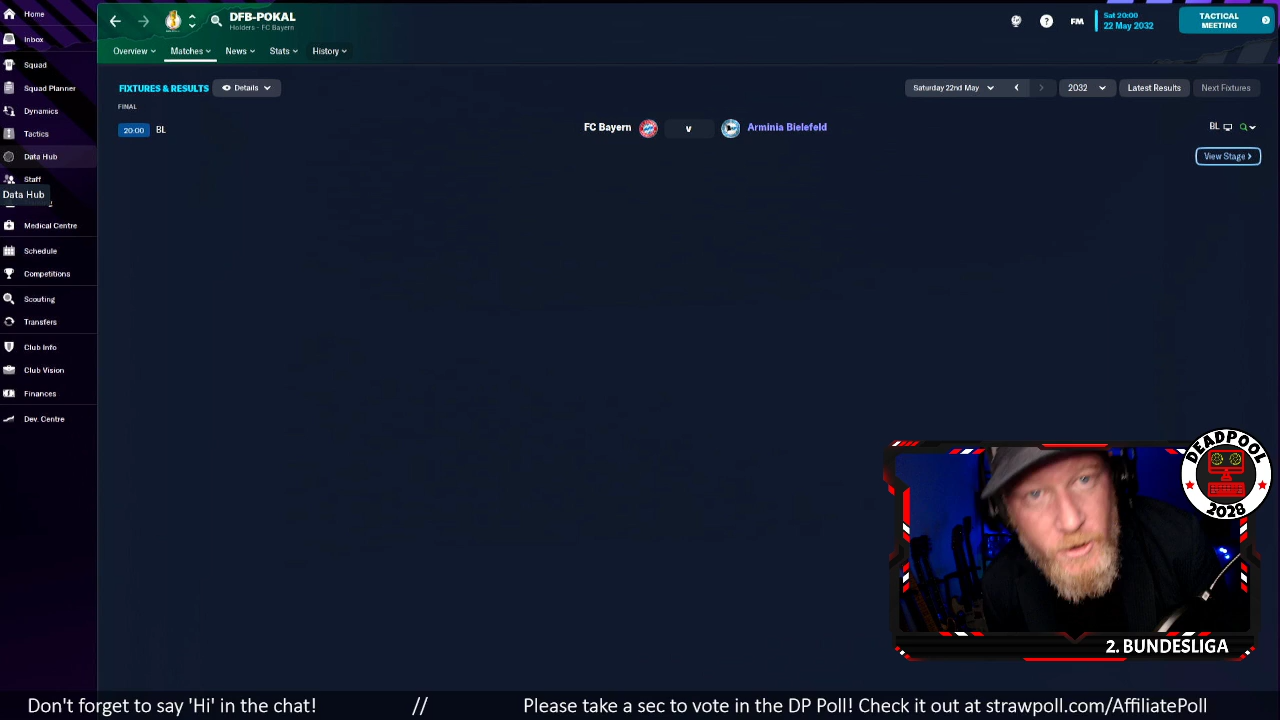 Home
Inbox
Squad
Squad Planner
Dynamics
Tactics
Data Hub
Staff
Data Hub
Medical Centre
Schedule
Competitions
Scouting
Transfers
Club Info
Club Vision
Finances
Dev. Centre
DFB-POKAL
Holders - FC Bayern
FM
Sat 20:00
22 May 2032
TACTICAL
MEETING
Overview
Matches
News
Stats
History
FIXTURES & RESULTS
Details
Saturday 22nd May
2032
Latest Results
Next Fixtures
FINAL
20:00 BL
FC Bayern v Arminia Bielefeld
BL
View Stage
DEADPOOL
2028
2. BUNDESLIGA
Don't forget to say 'Hi' in the chat! // Please take a sec to vote in the DP Poll! Check it out at strawpoll.com/AffiliatePoll